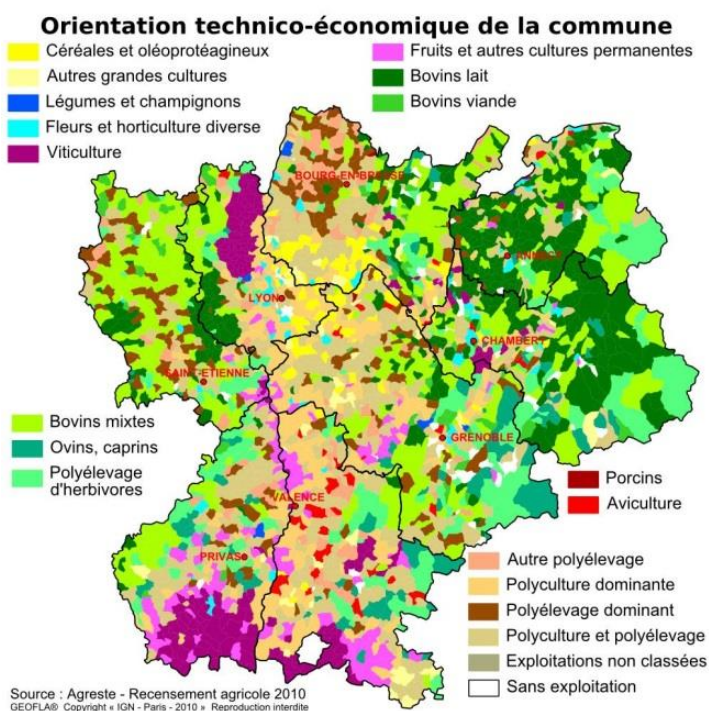 Orientation technico-économique de la commune
Céréales et oléoprotéagineux
Autres grandes cultures
Légumes et champignons
Fleurs et horticulture diverse
Viticulture
Fruits et autres cultures permanentes
Bovins lait
Bovins viande
BOURG-EN-BRESSE
ANNECY
LYON
CHAMBERY
SAINT-ETIENNE
GRENOBLE
VALENCE
PRIVAS
Bovins mixtes
Ovins, caprins
Polyélevage
d'herbivores
Porcins
Aviculture
Autre polyélevage
Polyculture dominante
Polyélevage dominant
Polyculture et polyélevage
Exploitations non classées
Sans exploitation
Source : Agreste - Recensement agricole 2010
GEOFLA® Copyright « IGN - Paris - 2010 » Reproduction interdite